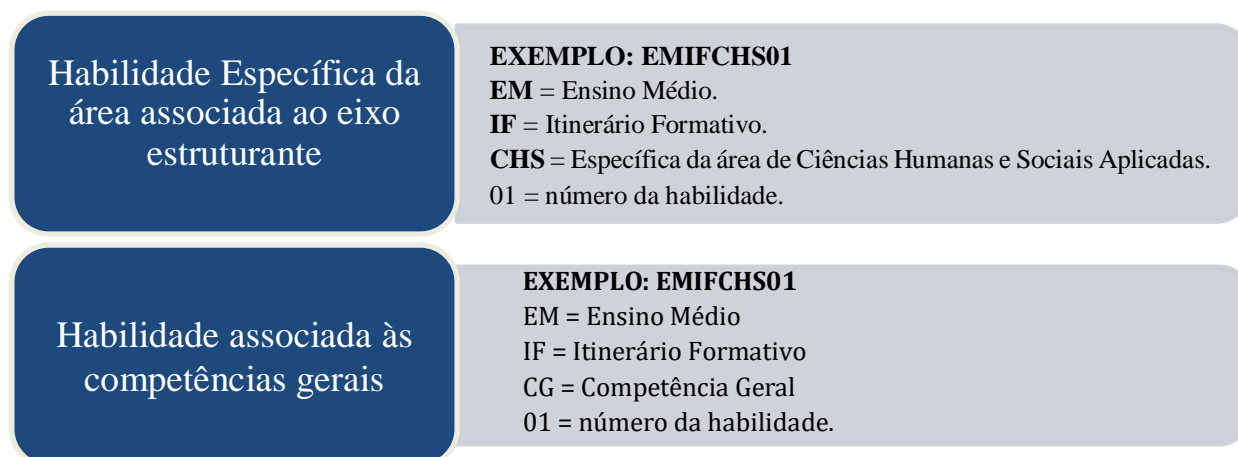 Habilidade Específica da
área associada ao eixo
estruturante
EXEMPLO: EMIFCHS01
EM = Ensino Médio.
IF = Itinerário Formativo.
CHS = Específica da área de Ciências Humanas e Sociais Aplicadas.
01 = número da habilidade.
Habilidade associada às
competências gerais
EXEMPLO: EMIFCHS01
EM = Ensino Médio
IF = Itinerário Formativo
CG = Competência Geral
01 = número da habilidade.